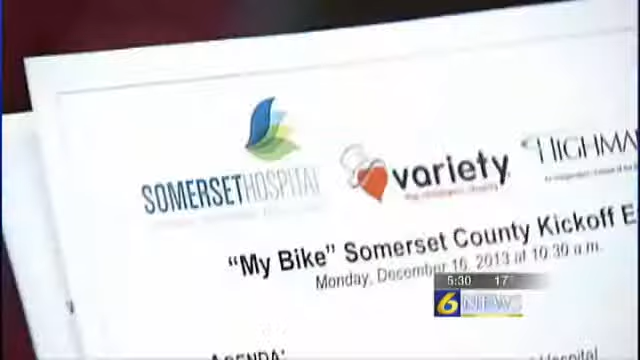 SOMERSETHOSPITAL
variety
HIGHMA
"My Bike" Somerset County Kickoff E
Monday, December 16, 2013 at 10:30 a.m.
5:30 17°
6 NEWS
AGENDA:
Hospital